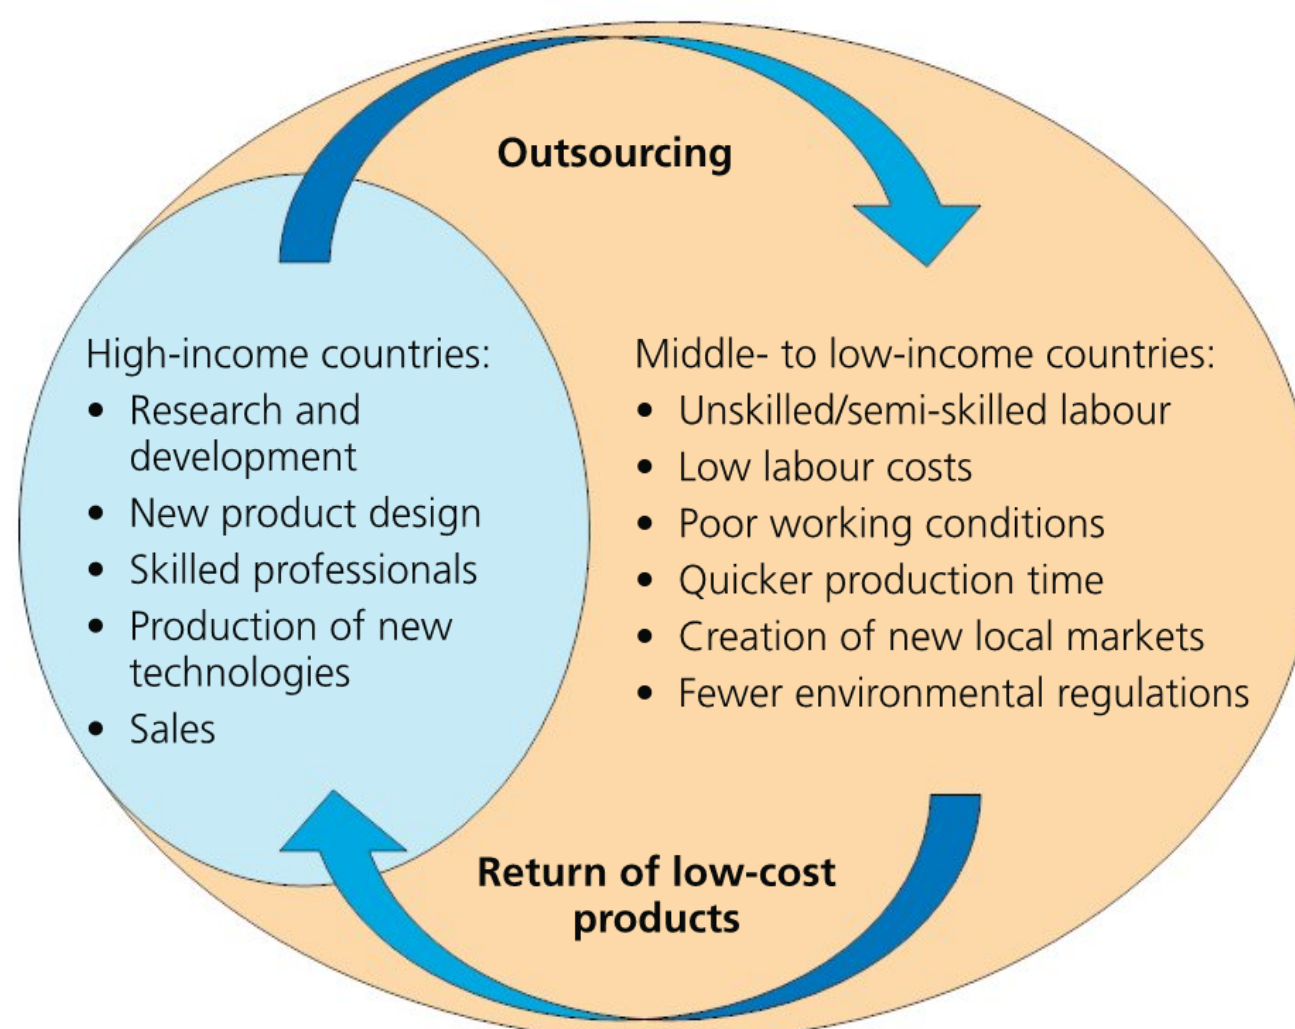 Outsourcing
High-income countries:
• Research and
development
• New product design
• Skilled professionals
• Production of new
technologies
• Sales
Middle- to low-income countries:
• Unskilled/semi-skilled labour
• Low labour costs
• Poor working conditions
• Quicker production time
• Creation of new local markets
• Fewer environmental regulations
Return of low-cost
products